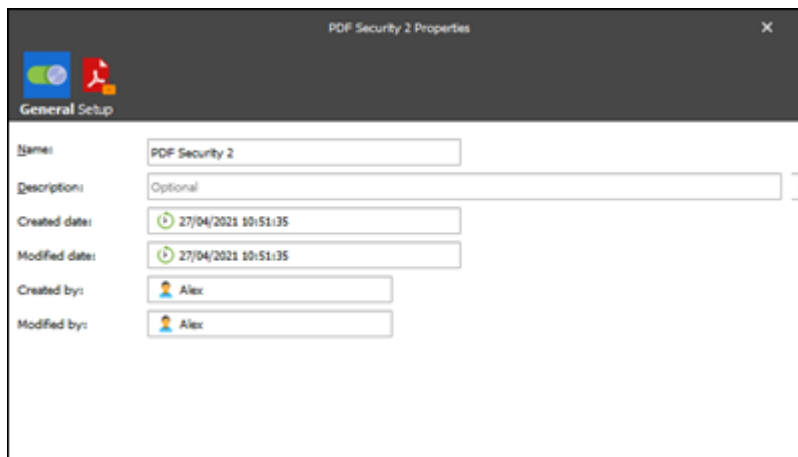 PDF Security 2 Properties
General Setup
Name: PDF Security 2
Description: Optional
Created date: 27/04/2021 10:51:35
Modified date: 27/04/2021 10:51:35
Created by: Alex
Modified by: Alex